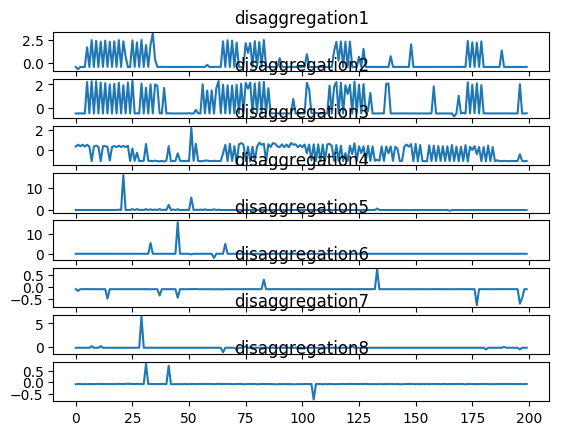 disaggregation1
2.5
0.0
disaggregation2
2
0
disaggregation3
2
0
disaggregation4
10
0
disaggregation5
10
0
disaggregation6
0.5
0.0
−0.5
disaggregation7
5
0
disaggregation8
0.5
0.0
−0.5
0 25 50 75 100 125 150 175 200